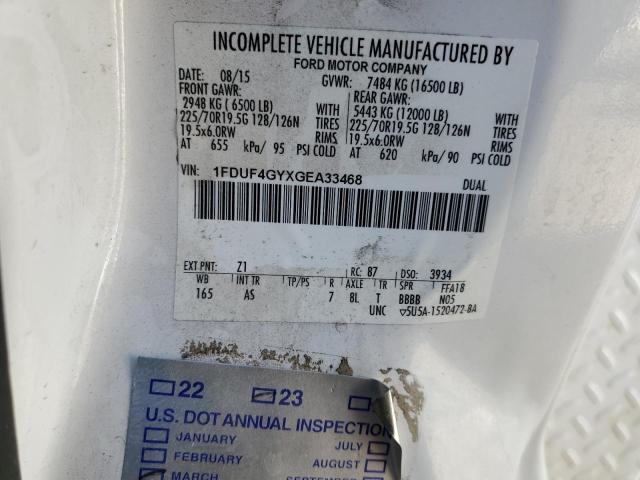 INCOMPLETE VEHICLE MANUFACTURED BY
FORD MOTOR COMPANY
DATE: 08/15 GVWR: 7484 KG (16500 LB)
FRONT GAWR: REAR GAWR:
2948 KG (6500 LB) WITH 5443 KG (12000 LB) WITH
225/70R19.5G 128/126N TIRES 225/70R19.5G 128/126N TIRES
19.5x6.0RW RIMS 19.5x6.0RW RIMS
AT 655 kPa/ 95 PSI COLD AT 620 kPa/ 90 PSI COLD
VIN: 1FDUF4GYXGEA33468 DUAL
EXT PNT: Z1 RC: 87 DSO: 3934
WB INT TR TP/PS R AXLE TR SPR FFA18
165 AS 7 8L T BBBB N05
UNC ▽5U5A-1520472-BA
22 23
U.S. DOT ANNUAL INSPECTION
JANUARY JULY
FEBRUARY AUGUST
MARCH SEPTEMBER